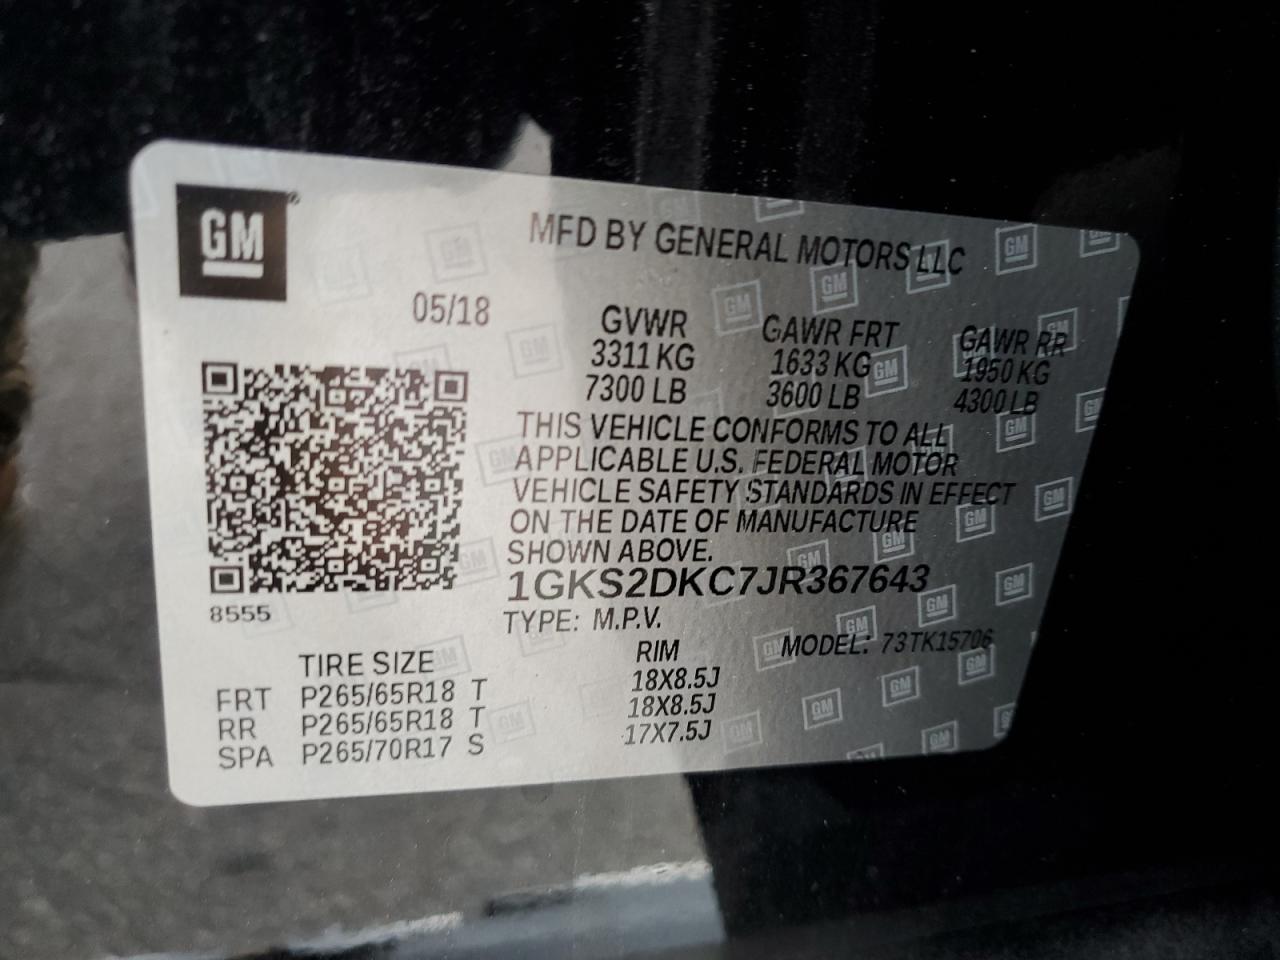 GM
MFD BY GENERAL MOTORS LLC
05/18
GVWR GAWR FRT GAWR RR
3311 KG 1633 KG 1950 KG
7300 LB 3600 LB 4300 LB
THIS VEHICLE CONFORMS TO ALL
APPLICABLE U.S. FEDERAL MOTOR
VEHICLE SAFETY STANDARDS IN EFFECT
ON THE DATE OF MANUFACTURE
SHOWN ABOVE.
1GKS2DKC7JR367643
8555
TYPE: M.P.V.
MODEL: 73TK15706
TIRE SIZE RIM
FRT P265/65R18 T 18X8.5J
RR P265/65R18 T 18X8.5J
SPA P265/70R17 S 17X7.5J